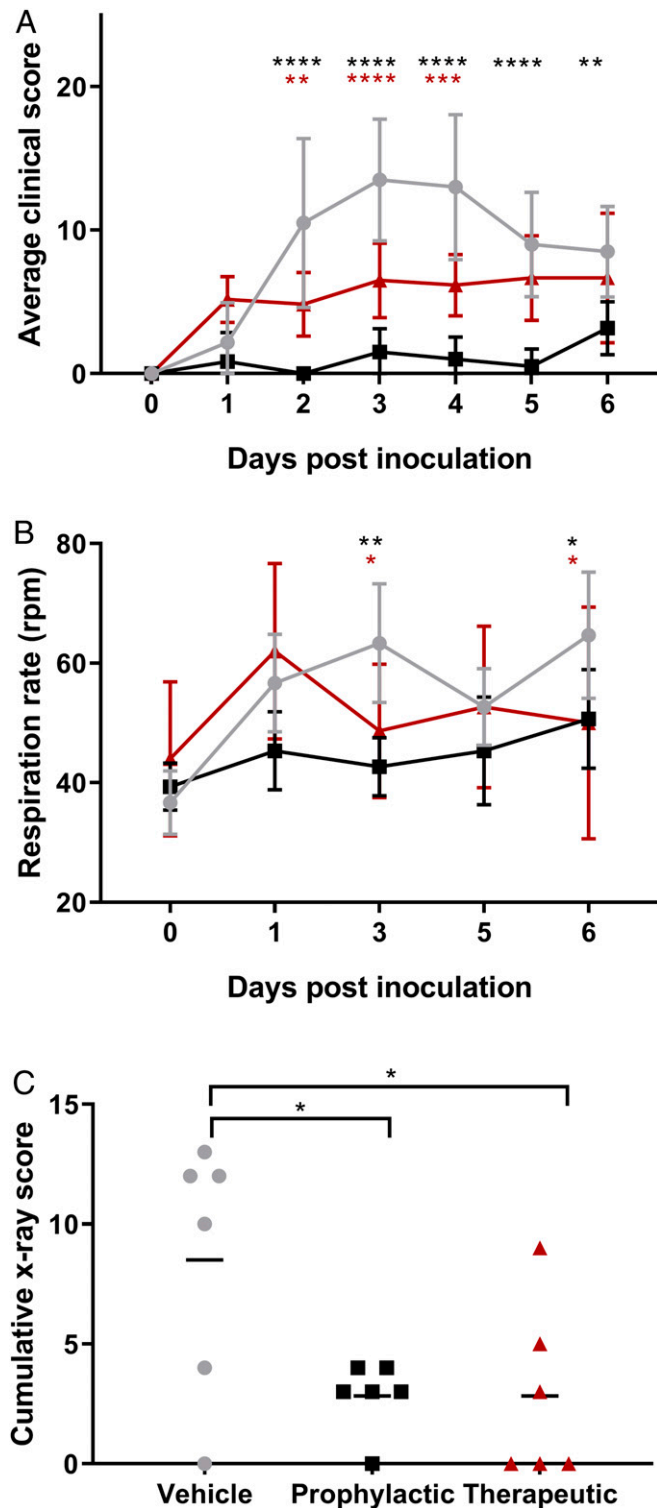 A
Average clinical score
20
10
0
**** **** **** **** **
** **** ***
0 1 2 3 4 5 6
Days post inoculation
B
Respiration rate (rpm)
80
60
40
20
** *
* *
0 1 3 5 6
Days post inoculation
C
Cumulative x-ray score
15
10
5
0
*
*
Vehicle Prophylactic Therapeutic